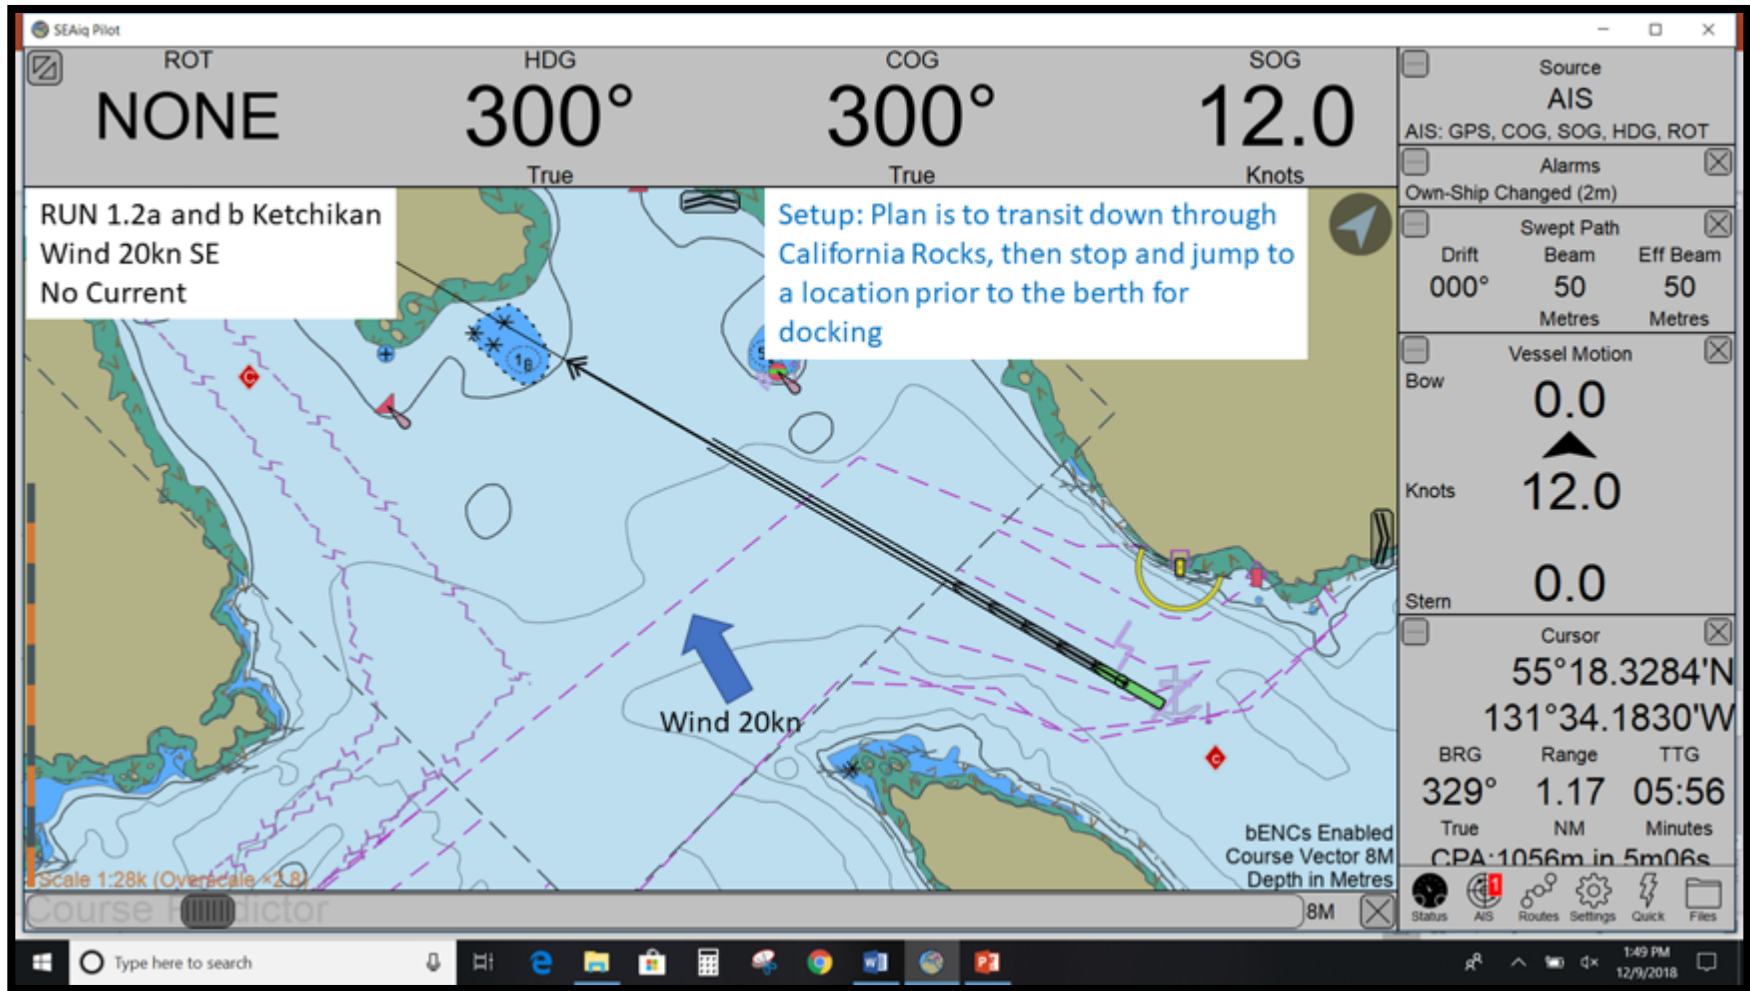 SEAiq Pilot
ROT
HDG
COG
SOG
NONE
300°
300°
12.0
True
True
Knots
RUN 1.2a and b Ketchikan
Wind 20kn SE
No Current
Setup: Plan is to transit down through
California Rocks, then stop and jump to
a location prior to the berth for
docking
Wind 20kn
bENCs Enabled
Course Vector 8M
Depth in Metres
Scale 1:28k (Overscale ×2.8)
8M
Source
AIS
AIS: GPS, COG, SOG, HDG, ROT
Alarms
Own-Ship Changed (2m)
Swept Path
Drift Beam Eff Beam
000° 50 50
Metres Metres
Vessel Motion
Bow
0.0
Knots 12.0
Stern 0.0
Cursor
55°18.3284'N
131°34.1830'W
BRG Range TTG
329° 1.17 05:56
True NM Minutes
CPA:1056m in 5m06s
1
Status AIS Routes Settings Quick Files
Type here to search
1:49 PM
12/9/2018